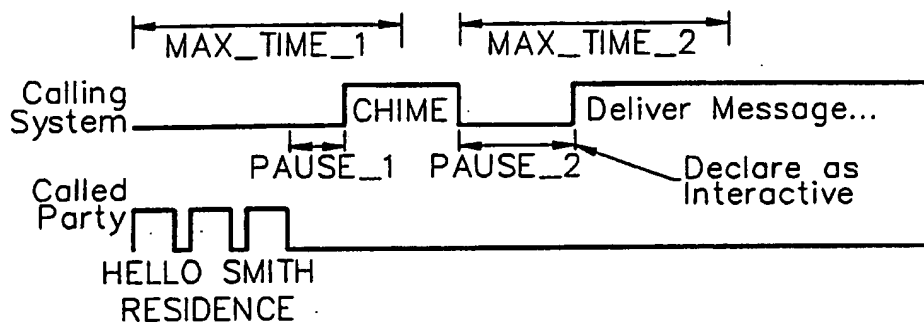 MAX_TIME_1
MAX_TIME_2
Calling
System
CHIME
Deliver Message...
PAUSE_1
PAUSE_2
Declare as
Interactive
Called
Party
HELLO SMITH
RESIDENCE